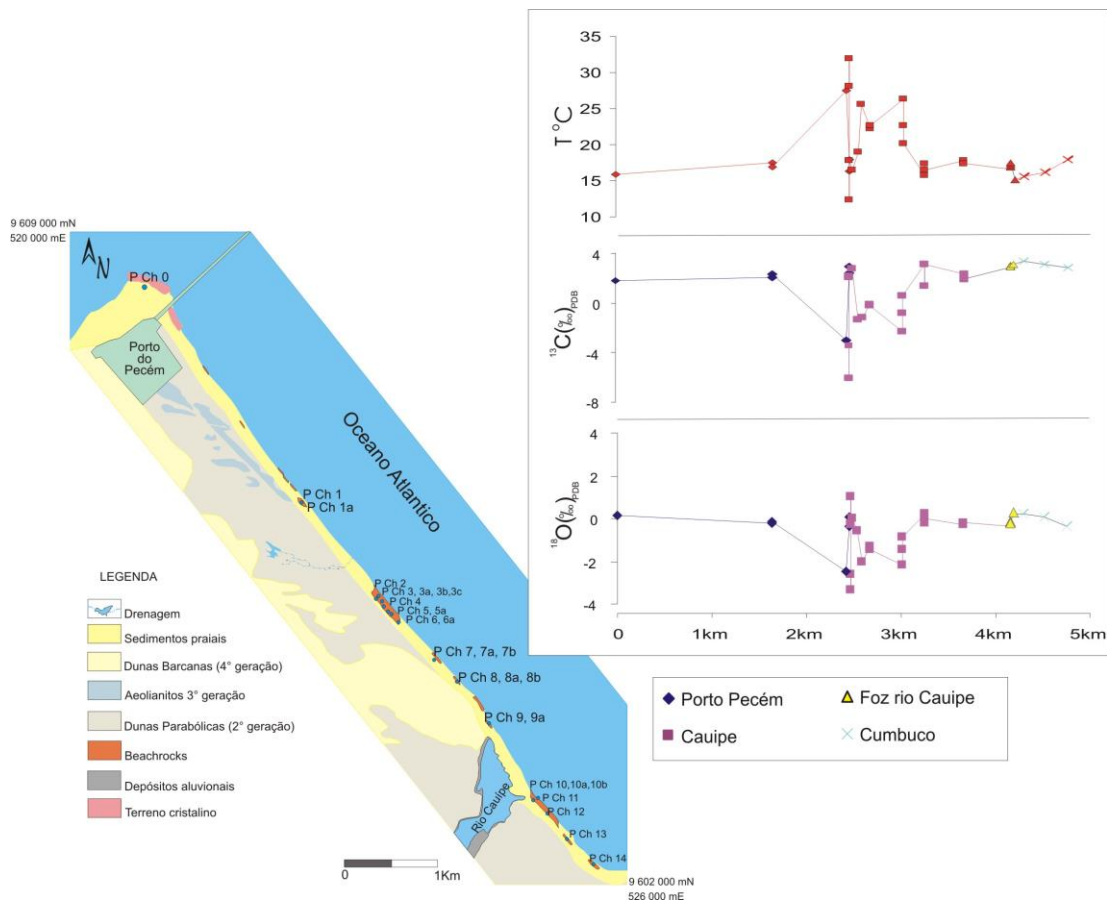 9 609 000 mN
520 000 mE
N
P Ch 0
Porto
do
Pecém
Oceano Atlantico
P Ch 1
P Ch 1a
P Ch 2
P Ch 3, 3a, 3b,3c
P Ch 4
P Ch 5, 5a
P Ch 6, 6a
P Ch 7, 7a, 7b
P Ch 8, 8a, 8b
P Ch 9, 9a
P Ch 10,10a,10b
P Ch 11
P Ch 12
P Ch 13
P Ch 14
Rio Cauipe
0 1Km
9 602 000 mN
526 000 mE
LEGENDA
Drenagem
Sedimentos praiais
Dunas Barcanas (4° geração)
Aeolianitos 3° geração
Dunas Parabólicas (2° geração)
Beachrocks
Depósitos aluvionais
Terreno cristalino
T °C
35
30
25
20
15
10
¹³C(‰)PDB
4
0
-4
-8
¹⁸O(‰)PDB
4
2
0
-2
-4
0 1km 2km 3km 4km 5km
Porto Pecém
Foz rio Cauipe
Cauipe
Cumbuco